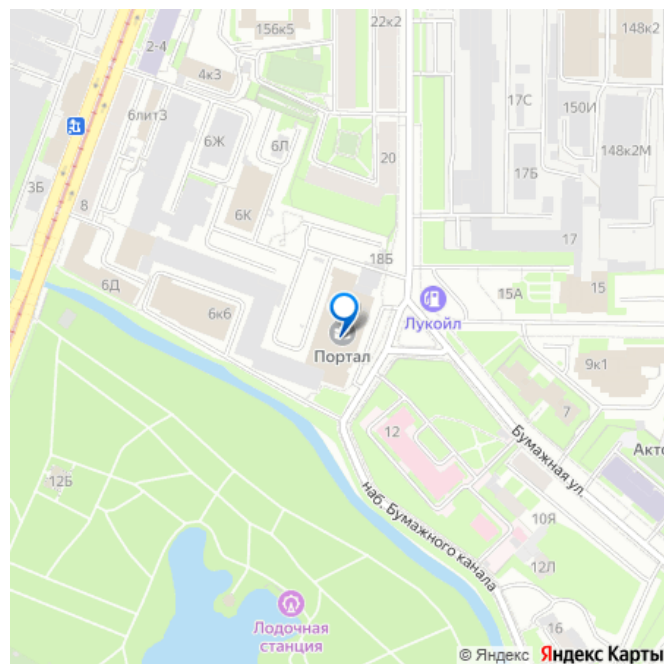 22к2
148к2
156к5
2-4
4к3
17С
150И
6литЗ
6Ж
6Л
20
148к2М
17Б
3Б
8
6К
17
18Б
6Д
15А
15
6к6
Лукойл
Портал
9к1
7
12
Бумажная ул.
Акто
12Б
наб. Бумажного канала
10Я
12Л
Лодочная
станция
16
© Яндекс Яндекс Карты